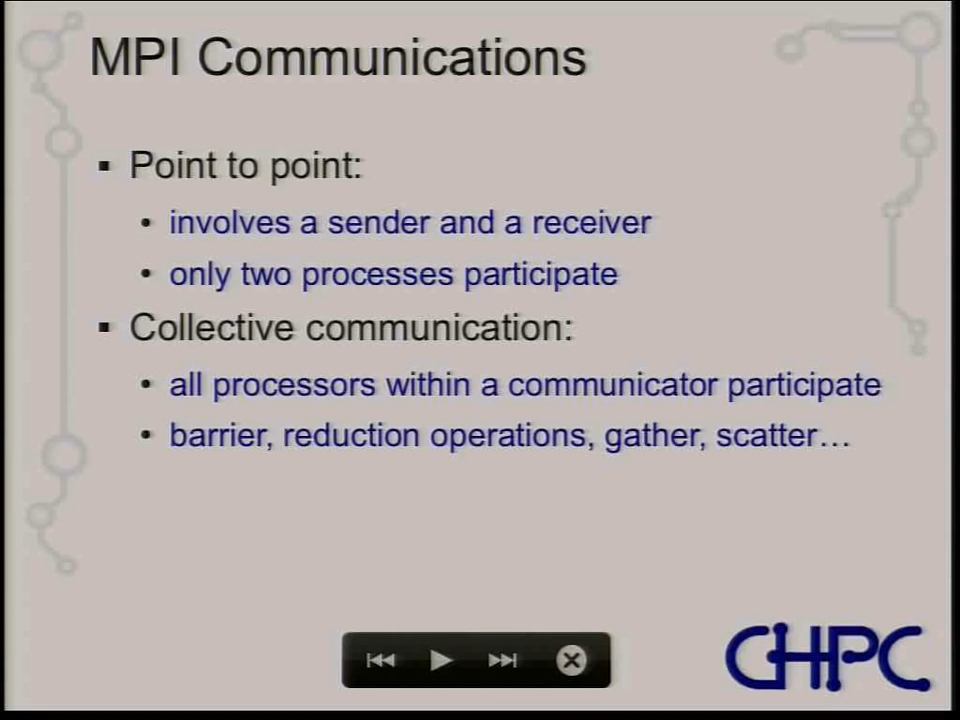 MPI Communications
▪ Point to point:
• involves a sender and a receiver
• only two processes participate
▪ Collective communication:
• all processors within a communicator participate
• barrier, reduction operations, gather, scatter…
CHPC